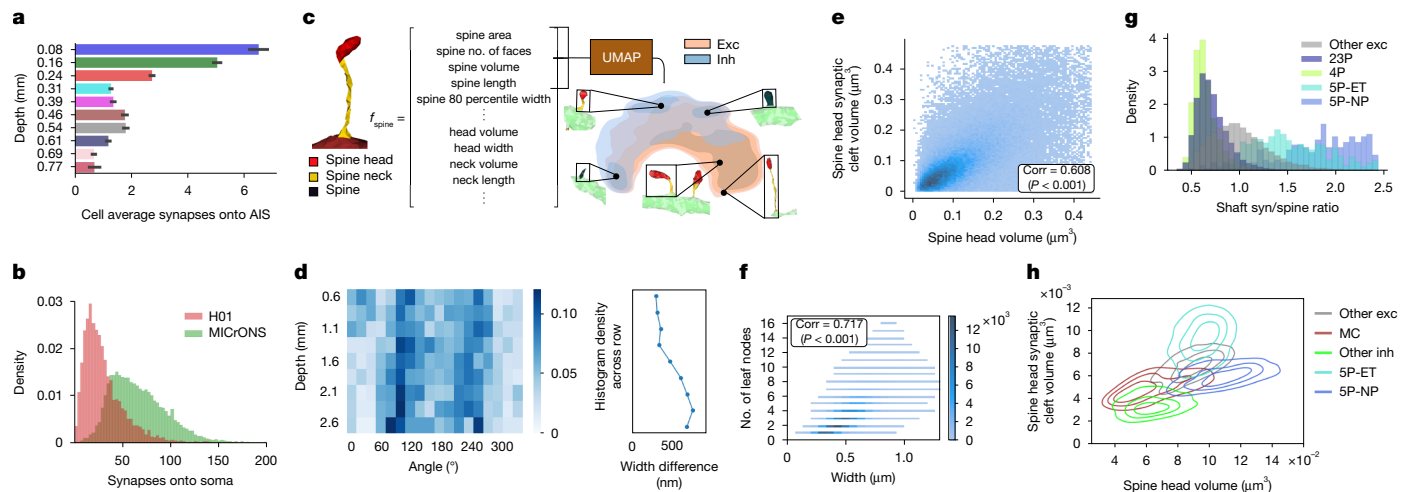 a
Depth (mm)
0.08
0.16
0.24
0.31
0.39
0.46
0.54
0.61
0.69
0.77
0 2 4 6
Cell average synapses onto AIS
b
Density
0.03
0.02
0.01
0
H01
MICrONS
50 100 150 200
Synapses onto soma
c
Spine head
Spine neck
Spine
fspine =
spine area
spine no. of faces
spine volume
spine length
spine 80 percentile width
⋮
head volume
head width
neck volume
neck length
⋮
UMAP
Exc
Inh
d
Depth (mm)
0.6
1.1
1.6
2.1
2.6
0 60 120 180 240 300
Angle (°)
0.10
0.05
0
Histogram density
across row
500
Width difference
(nm)
e
Spine head synaptic
cleft volume (μm³)
0.5
0.4
0.3
0.2
0.1
0
Corr = 0.608
(P < 0.001)
0 0.1 0.2 0.3 0.4
Spine head volume (μm³)
f
No. of leaf nodes
16
14
12
10
8
6
4
2
0
Corr = 0.717
(P < 0.001)
0 0.5 1.0
Width (μm)
×10³
12
10
8
6
4
2
0
g
Density
4
3
2
1
0
Other exc
23P
4P
5P-ET
5P-NP
0.5 1.0 1.5 2.0 2.5
Shaft syn/spine ratio
h
×10⁻³
Spine head synaptic
cleft volume (μm³)
12
10
8
6
4
2
0
Other exc
MC
Other inh
5P-ET
5P-NP
4 6 8 10 12 14 ×10⁻²
Spine head volume (μm³)